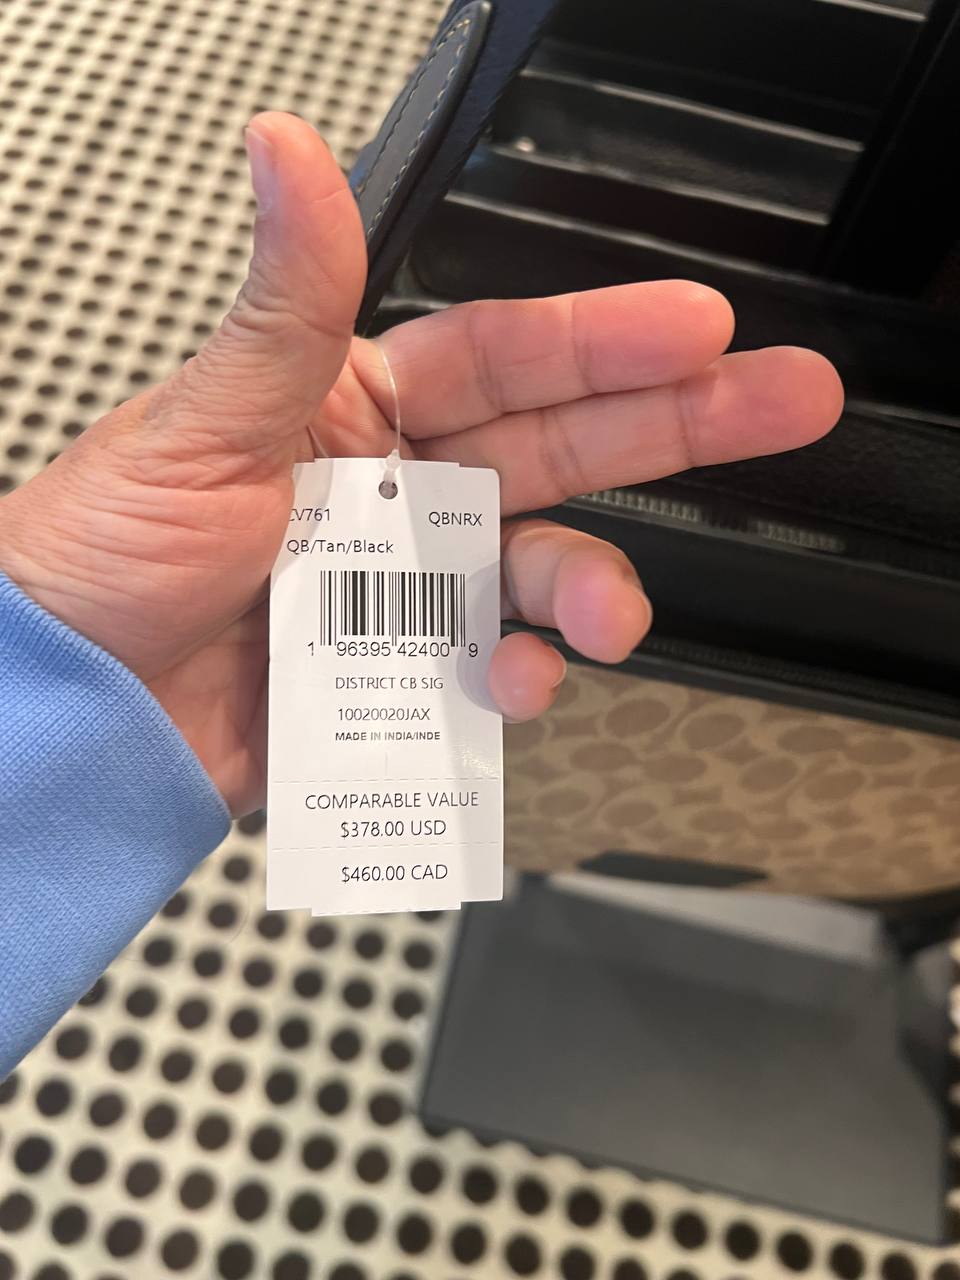 CV761 QBNRX
QB/Tan/Black
1 96395 42400 9
DISTRICT CB SIG
10020020JAX
MADE IN INDIA/INDE
COMPARABLE VALUE
$378.00 USD
$460.00 CAD